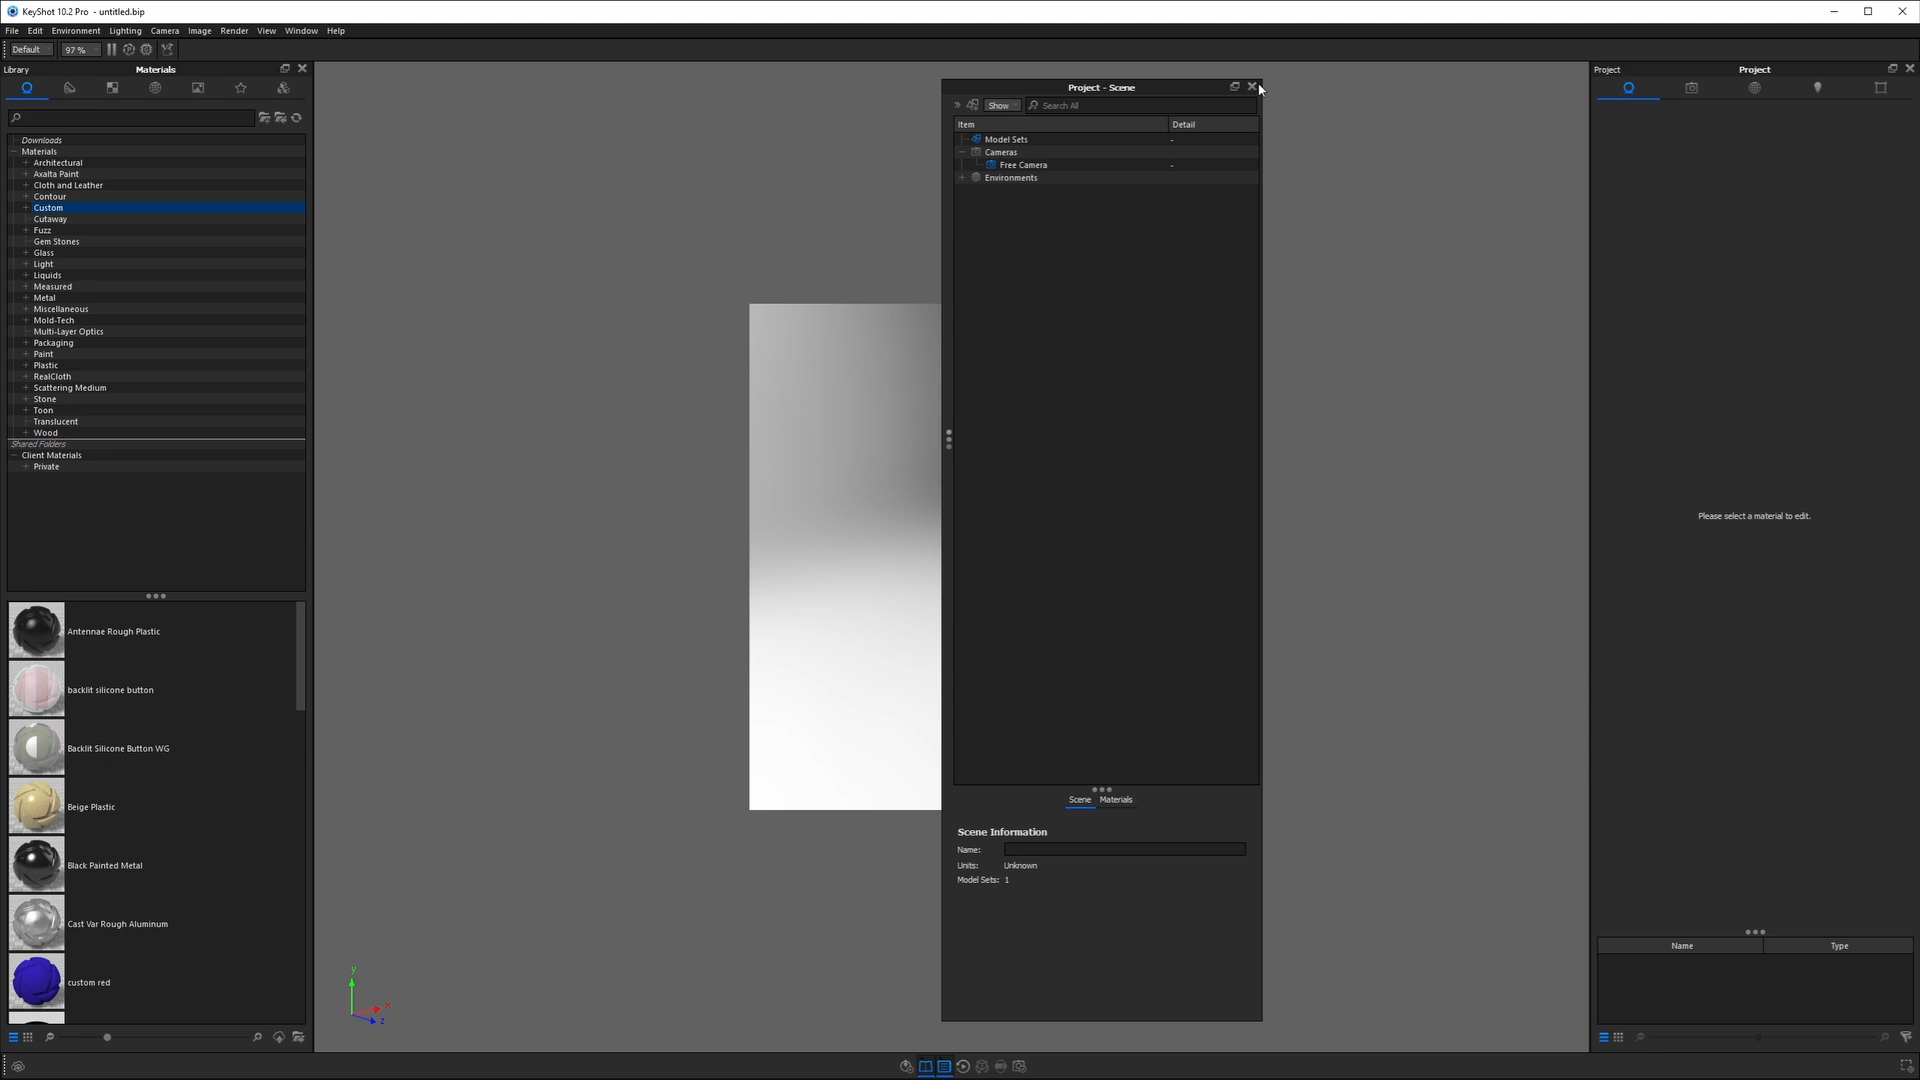 KeyShot 10.2 Pro - untitled.bip
File Edit Environment Lighting Camera Image Render View Window Help
Default 97 %
Library Materials
Downloads
Materials
Architectural
Axalta Paint
Cloth and Leather
Contour
Custom
Cutaway
Fuzz
Gem Stones
Glass
Light
Liquids
Measured
Metal
Miscellaneous
Mold-Tech
Multi-Layer Optics
Packaging
Paint
Plastic
RealCloth
Scattering Medium
Stone
Toon
Translucent
Wood
Shared Folders
Client Materials
Private
Antennae Rough Plastic
backlit silicone button
Backlit Silicone Button WG
Beige Plastic
Black Painted Metal
Cast Var Rough Aluminum
custom red
y
x
z
Project - Scene
Show Search All
Item Detail
Model Sets -
Cameras
Free Camera -
Environments
Scene Materials
Scene Information
Name:
Units: Unknown
Model Sets: 1
Project Project
Please select a material to edit.
Name Type